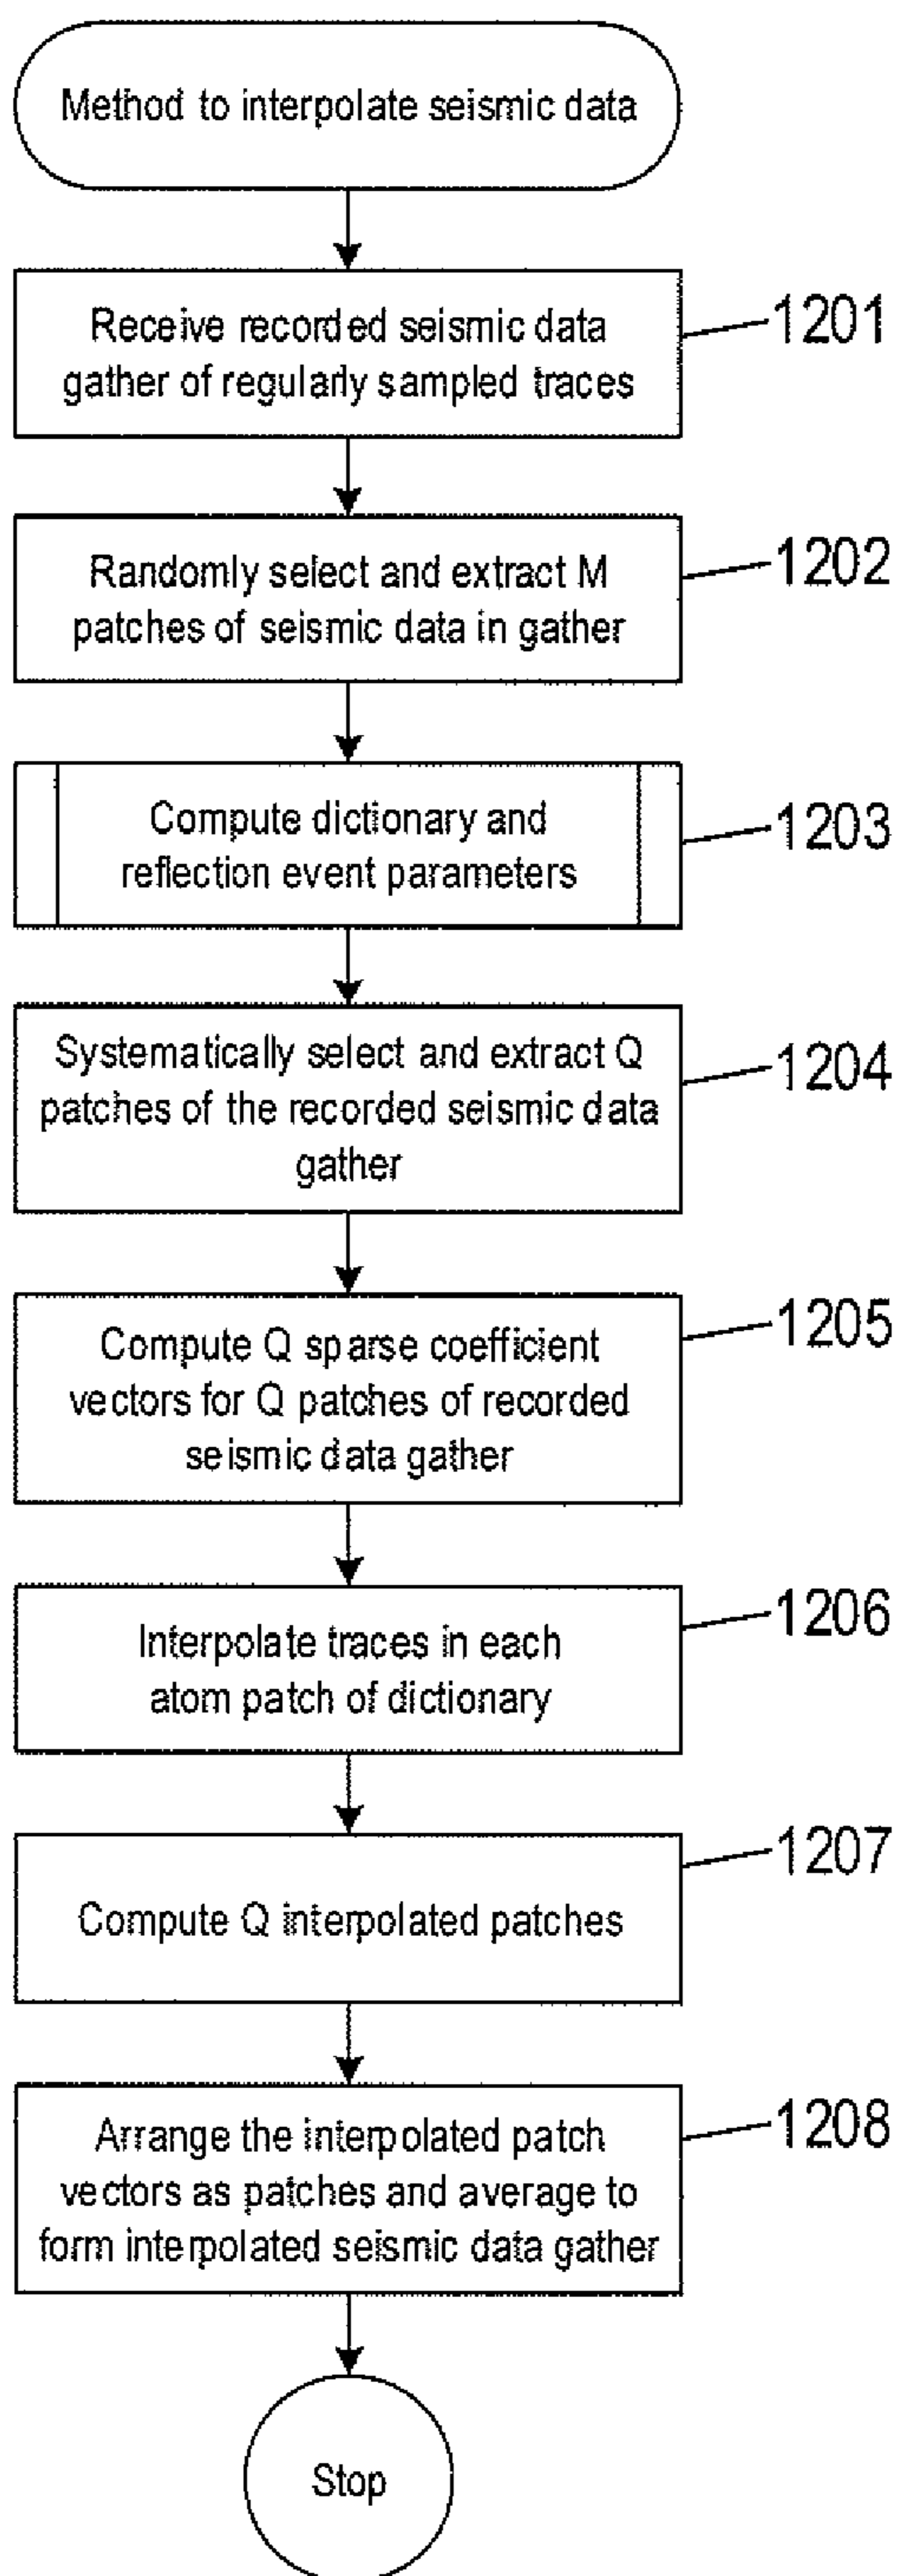 Method to interpolate seismic data
Receive recorded seismic data
gather of regularly sampled traces
1201
Randomly select and extract M
patches of seismic data in gather
1202
Compute dictionary and
reflection event parameters
1203
Systematically select and extract Q
patches of the recorded seismic data
gather
1204
Compute Q sparse coefficient
vectors for Q patches of recorded
seismic data gather
1205
Interpolate traces in each
atom patch of dictionary
1206
Compute Q interpolated patches
1207
Arrange the interpolated patch
vectors as patches and average to
form interpolated seismic data gather
1208
Stop